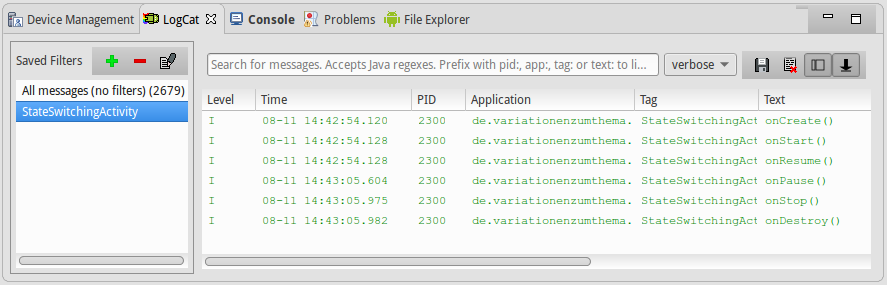 Device Management LogCat Console Problems File Explorer
Saved Filters
All messages (no filters) (2679)
StateSwitchingActivity
Search for messages. Accepts Java regexes. Prefix with pid:, app:, tag: or text: to li... verbose
Level Time PID Application Tag Text
I 08-11 14:42:54.120 2300 de.variationenzumthema. StateSwitchingAct onCreate()
I 08-11 14:42:54.128 2300 de.variationenzumthema. StateSwitchingAct onStart()
I 08-11 14:42:54.128 2300 de.variationenzumthema. StateSwitchingAct onResume()
I 08-11 14:43:05.604 2300 de.variationenzumthema. StateSwitchingAct onPause()
I 08-11 14:43:05.975 2300 de.variationenzumthema. StateSwitchingAct onStop()
I 08-11 14:43:05.982 2300 de.variationenzumthema. StateSwitchingAct onDestroy()